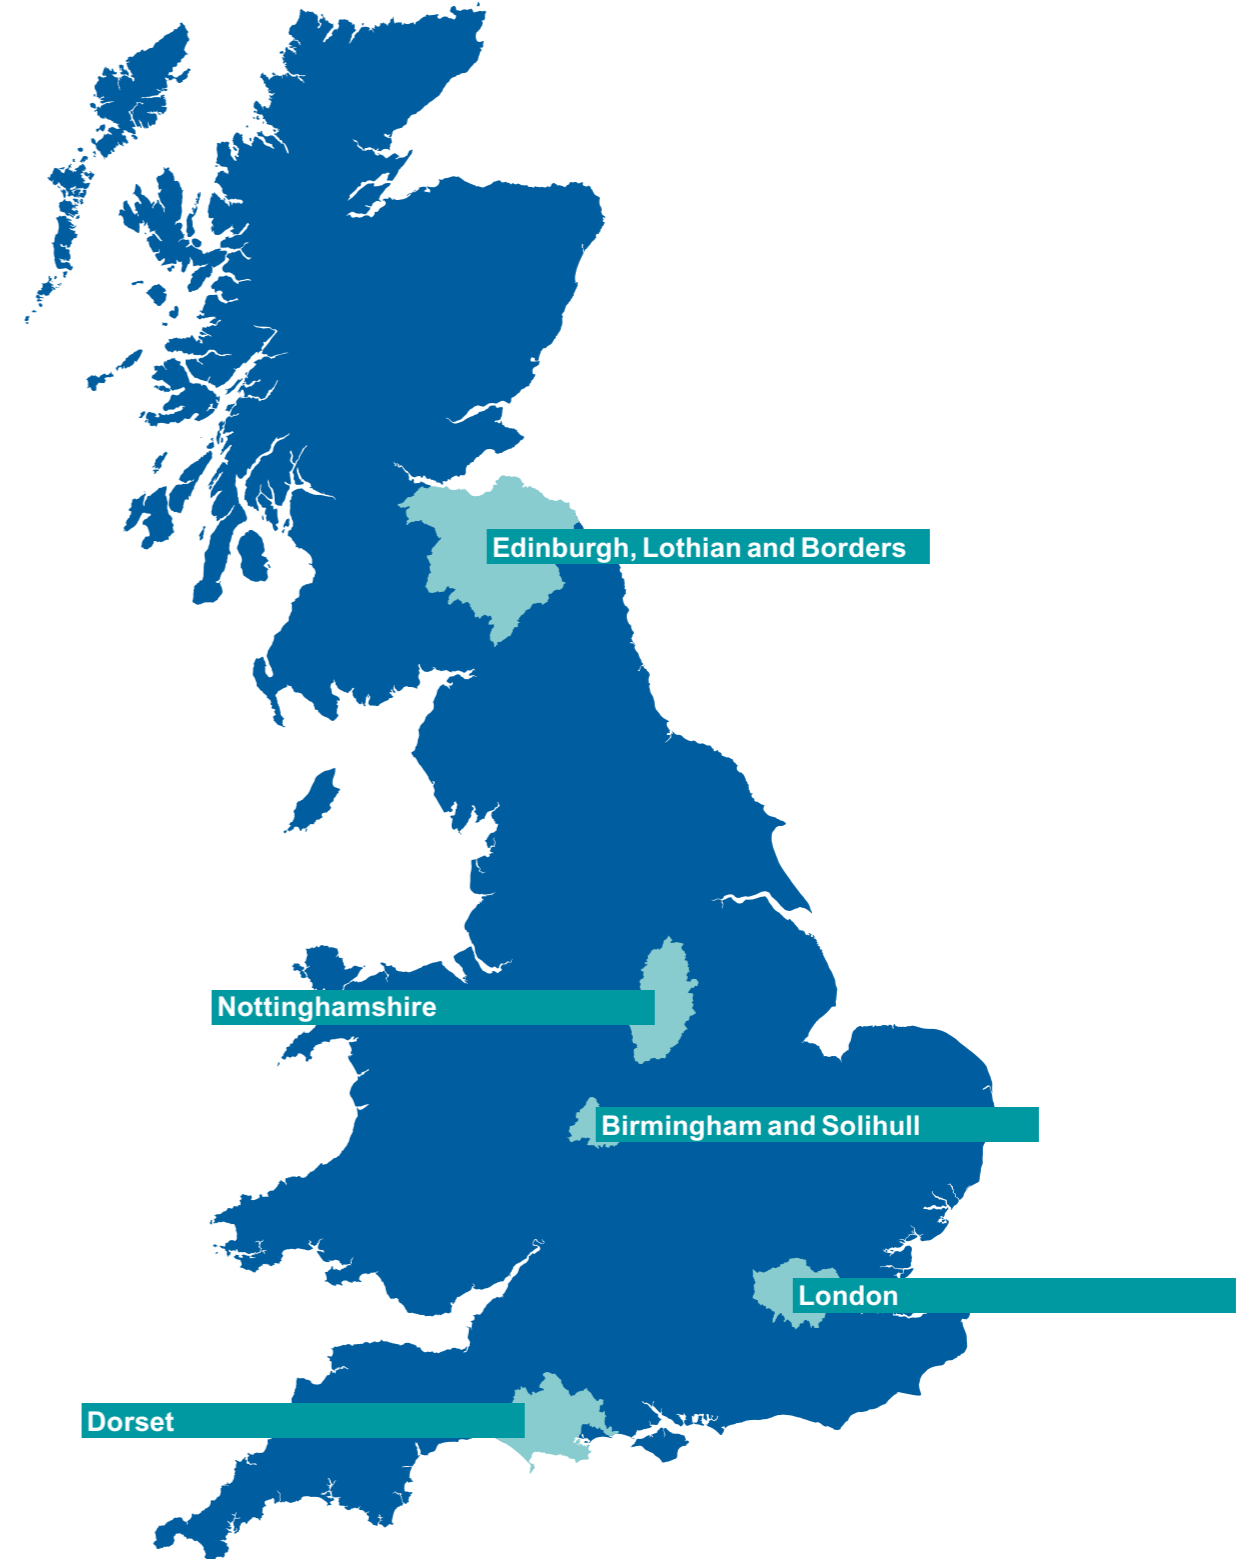 Edinburgh, Lothian and Borders
Nottinghamshire
Birmingham and Solihull
London
Dorset